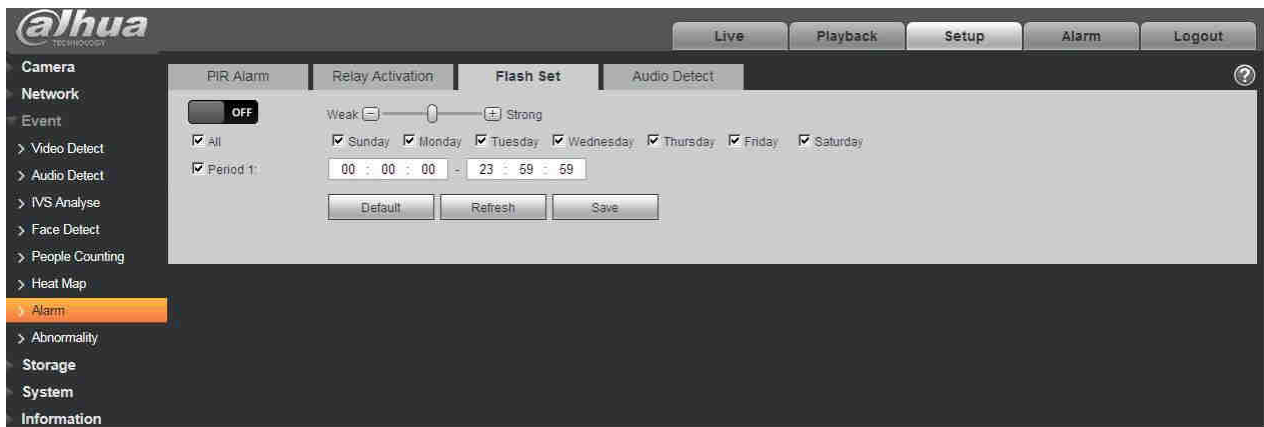 alhua
TECHNOLOGY
Live Playback Setup Alarm Logout
Camera
Network
Event
> Video Detect
> Audio Detect
> IVS Analyse
> Face Detect
> People Counting
> Heat Map
> Alarm
> Abnormality
Storage
System
Information
PIR Alarm Relay Activation Flash Set Audio Detect
?
OFF Weak - + Strong
All Sunday Monday Tuesday Wednesday Thursday Friday Saturday
Period 1: 00 : 00 : 00 - 23 : 59 : 59
Default Refresh Save